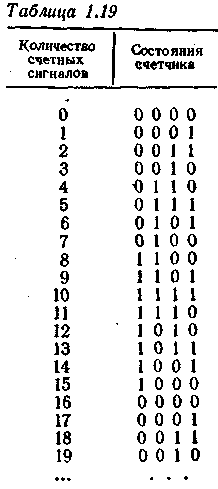 Таблица 1.19
Количество счетных сигналов Состояния счетчика
0 0 0 0 0
1 0 0 0 1
2 0 0 1 1
3 0 0 1 0
4 0 1 1 0
5 0 1 1 1
6 0 1 0 1
7 0 1 0 0
8 1 1 0 0
9 1 1 0 1
10 1 1 1 1
11 1 1 1 0
12 1 0 1 0
13 1 0 1 1
14 1 0 0 1
15 1 0 0 0
16 0 0 0 0
17 0 0 0 1
18 0 0 1 1
19 0 0 1 0
... . . .